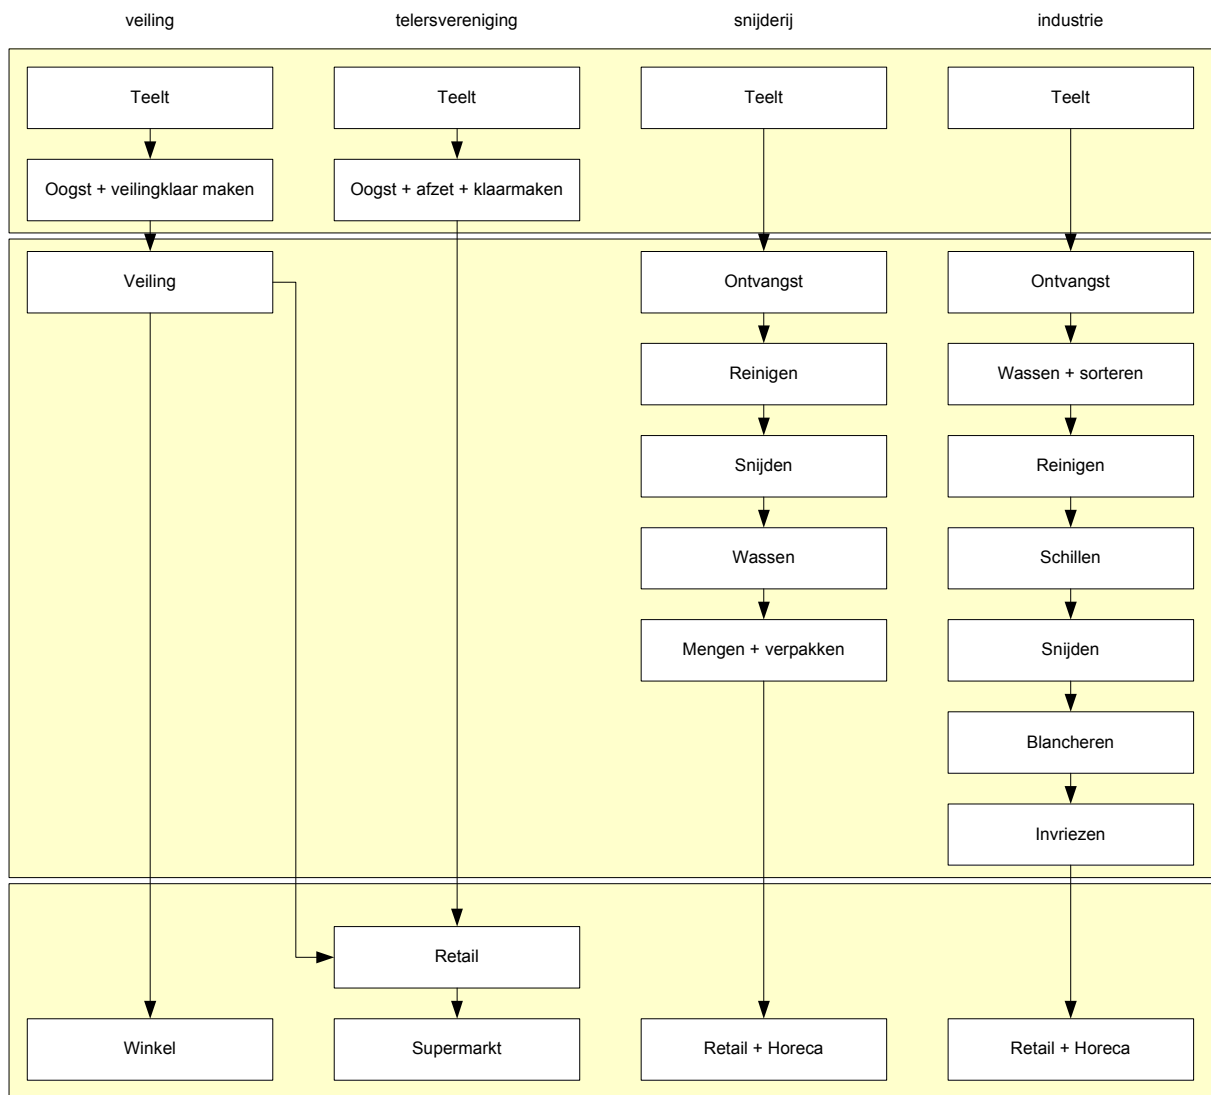 veiling telersvereniging snijderij industrie
Teelt Teelt Teelt Teelt
Oogst + veilingklaar maken Oogst + afzet + klaarmaken
Veiling Ontvangst Ontvangst
Reinigen Wassen + sorteren
Snijden Reinigen
Wassen Schillen
Mengen + verpakken Snijden
Blancheren
Invriezen
Retail
Winkel Supermarkt Retail + Horeca Retail + Horeca